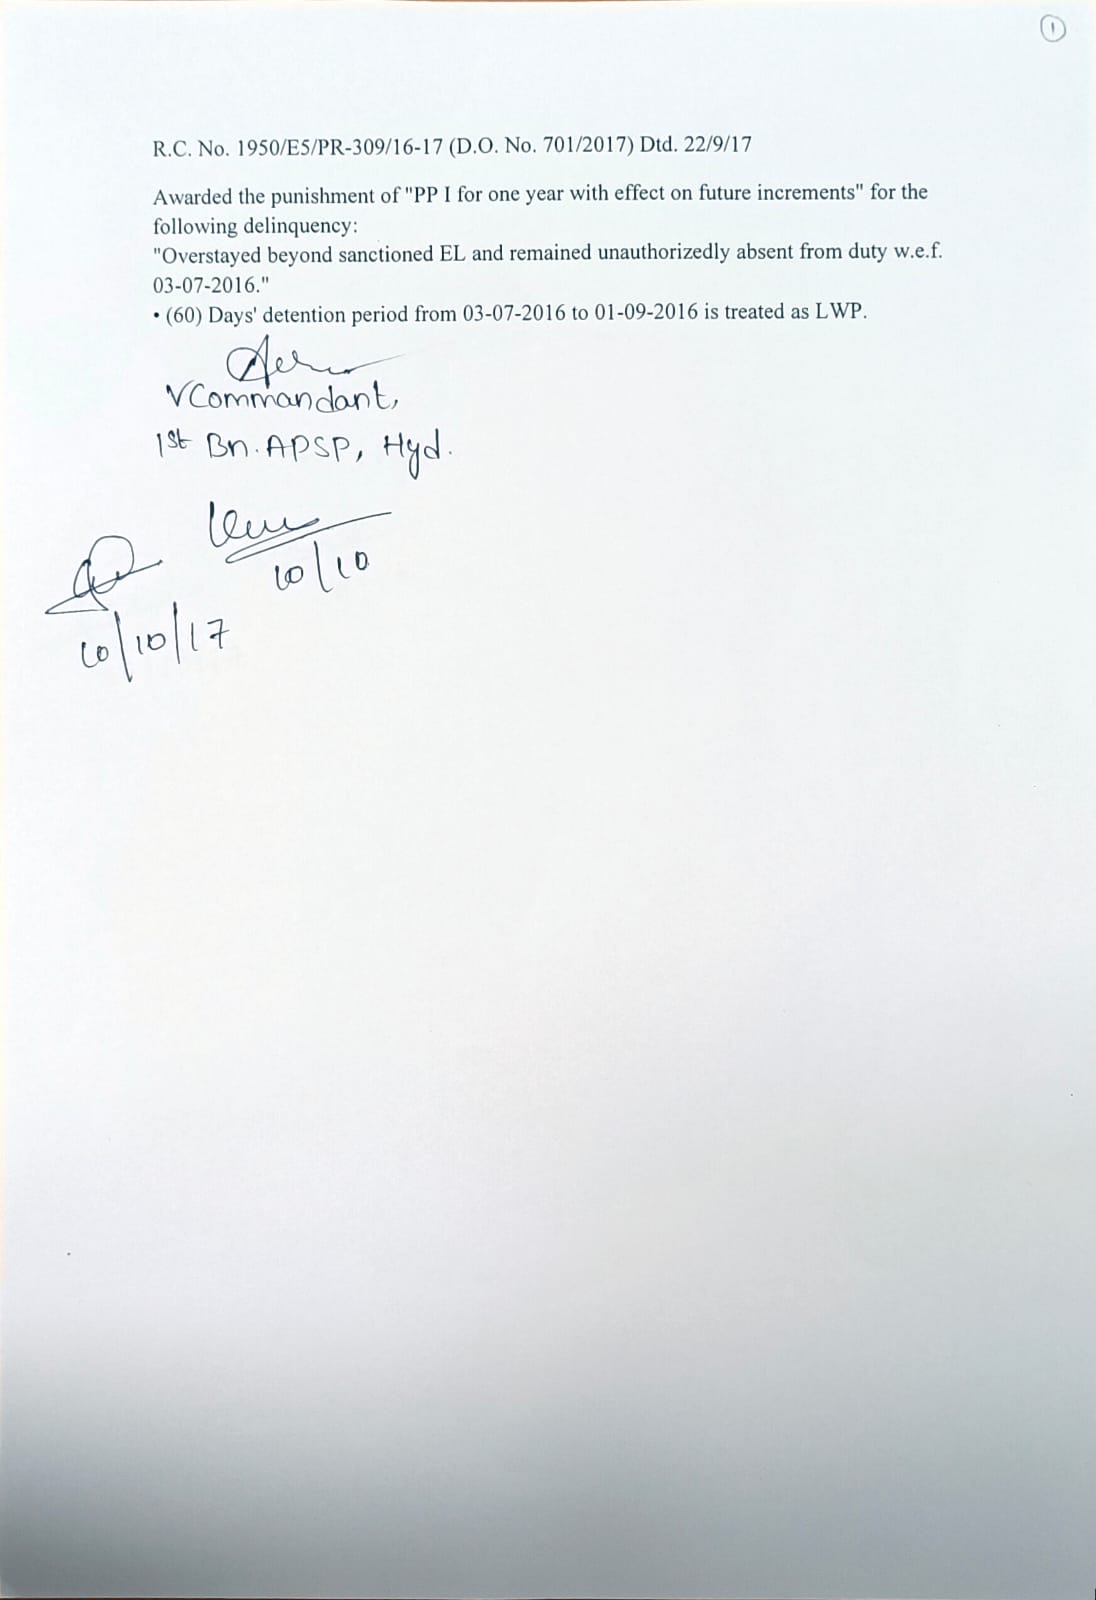 1
R.C. No. 1950/E5/PR-309/16-17 (D.O. No. 701/2017) Dtd. 22/9/17
Awarded the punishment of "PP I for one year with effect on future increments" for the
following delinquency:
"Overstayed beyond sanctioned EL and remained unauthorizedly absent from duty w.e.f.
03-07-2016."
• (60) Days' detention period from 03-07-2016 to 01-09-2016 is treated as LWP.
Commandant,
1st Bn. APSP, Hyd.
10/10
10/10/17